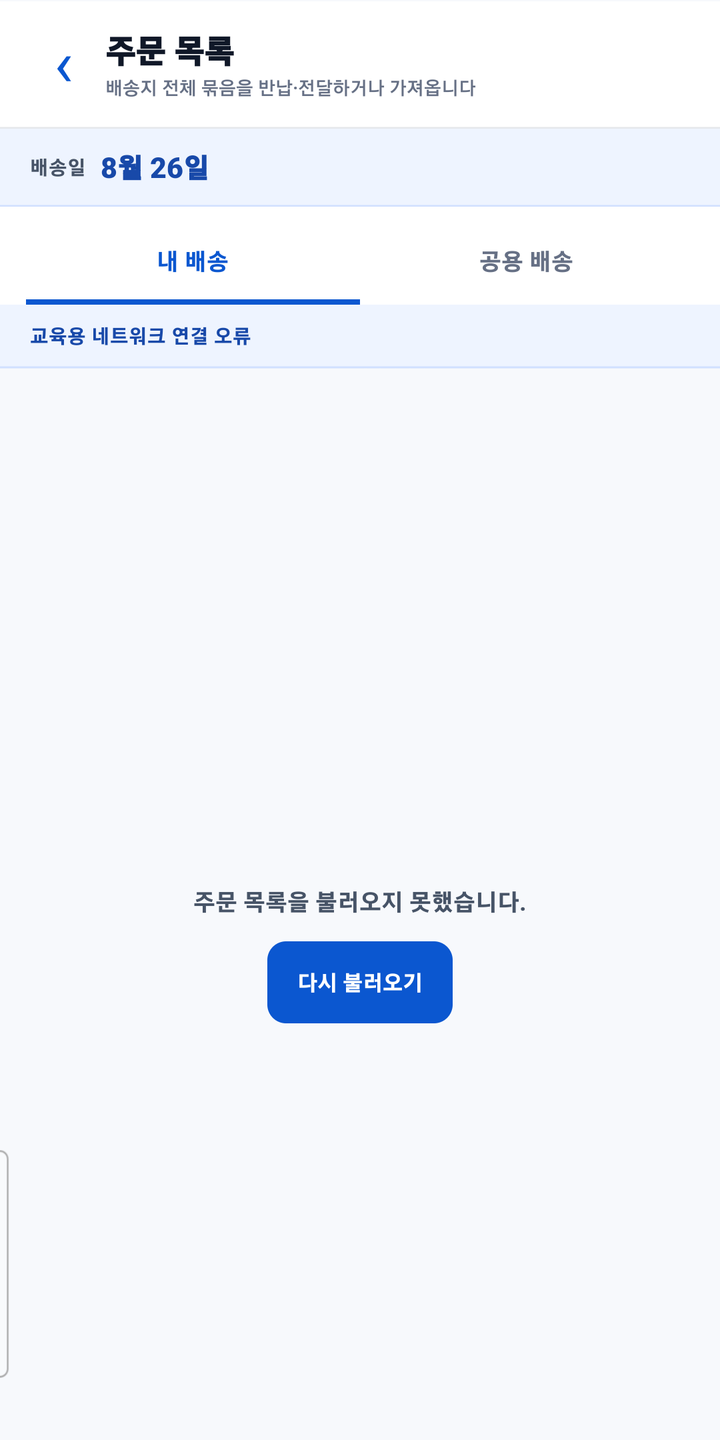 주문 목록
배송지 전체 묶음을 반납·전달하거나 가져옵니다
배송일 8월 26일
내 배송 공용 배송
교육용 네트워크 연결 오류
주문 목록을 불러오지 못했습니다.
다시 불러오기